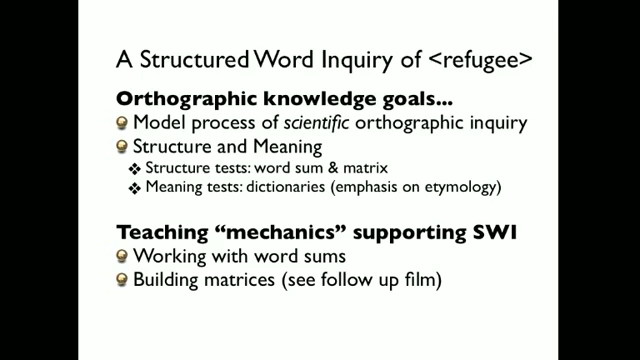 A Structured Word Inquiry of <refugee>
Orthographic knowledge goals...
Model process of scientific orthographic inquiry
Structure and Meaning
Structure tests: word sum & matrix
Meaning tests: dictionaries (emphasis on etymology)
Teaching “mechanics” supporting SWI
Working with word sums
Building matrices (see follow up film)